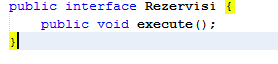 public interface Rezervisi {
    public void execute();
}